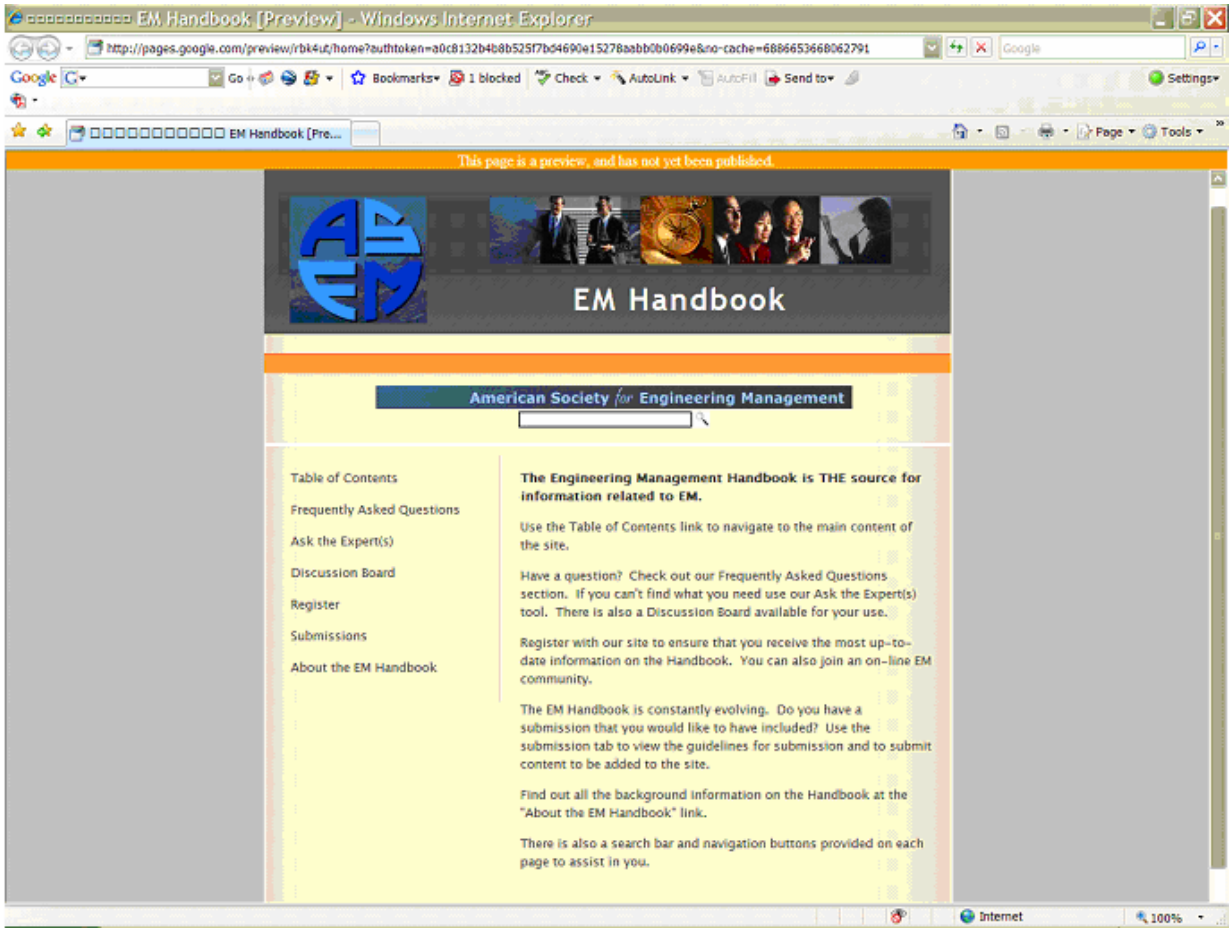 EM Handbook [Preview] - Windows Internet Explorer
http://pages.google.com/preview/rbk4ut/home?authtoken=a0c8132b4b8b525f7bd4690e15278aabb0b0699e&no-cache=6886653668062791
Google
Google G Go Bookmarks 1 blocked Check AutoLink AutoFill Send to Settings
EM Handbook [Pre... Page Tools
This page is a preview, and has not yet been published.
ASEM
EM Handbook
American Society for Engineering Management
Table of Contents
Frequently Asked Questions
Ask the Expert(s)
Discussion Board
Register
Submissions
About the EM Handbook
The Engineering Management Handbook is THE source for
information related to EM.
Use the Table of Contents link to navigate to the main content of
the site.
Have a question? Check out our Frequently Asked Questions
section. If you can't find what you need use our Ask the Expert(s)
tool. There is also a Discussion Board available for your use.
Register with our site to ensure that you receive the most up-to-
date information on the Handbook. You can also join an on-line EM
community.
The EM Handbook is constantly evolving. Do you have a
submission that you would like to have included? Use the
submission tab to view the guidelines for submission and to submit
content to be added to the site.
Find out all the background information on the Handbook at the
"About the EM Handbook" link.
There is also a search bar and navigation buttons provided on each
page to assist in you.
Internet 100%